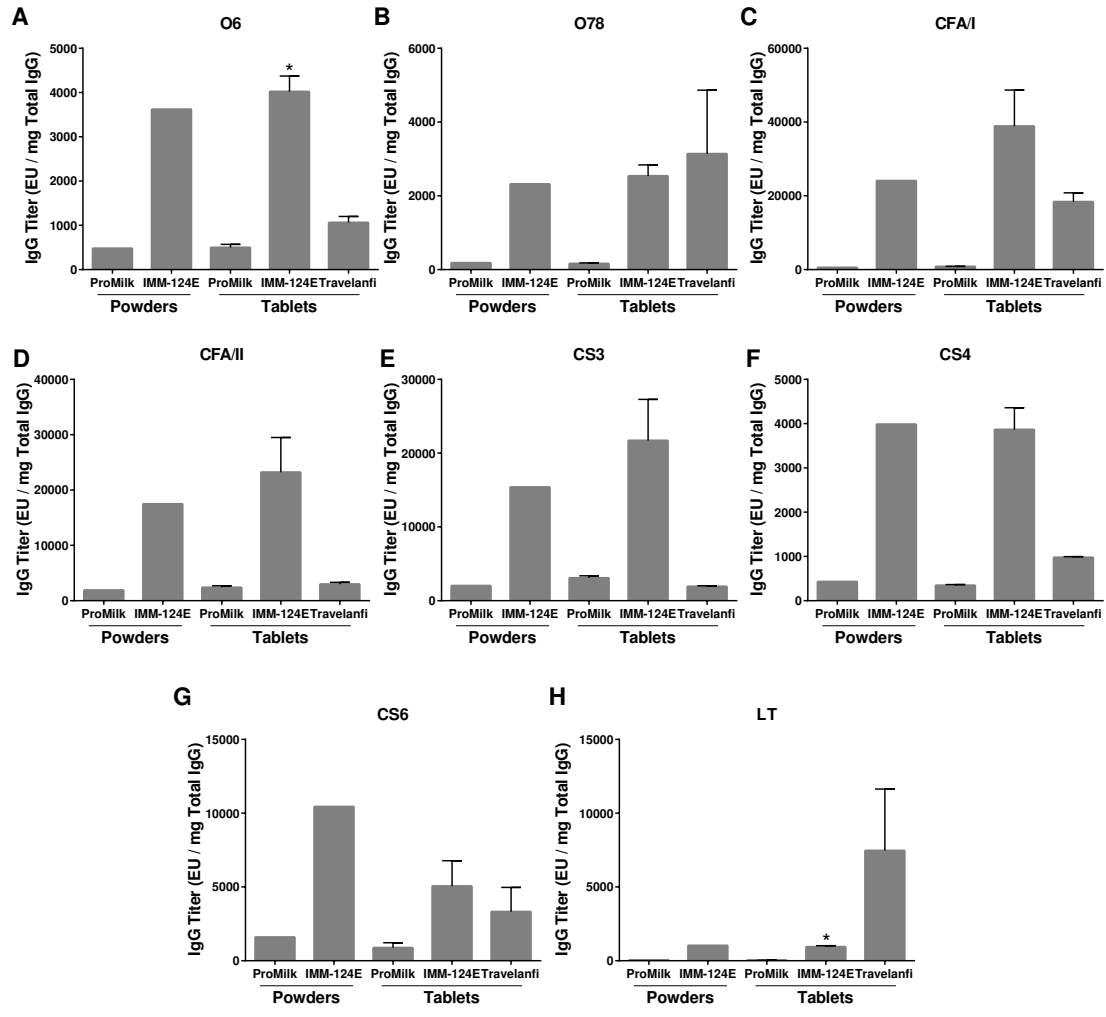 A
O6
IgG Titer (EU / mg Total IgG)
5000
4000
3000
2000
1000
0
*
ProMilk IMM-124E ProMilk IMM-124E Travelanfi
Powders Tablets
B
O78
IgG Titer (EU / mg Total IgG)
6000
4000
2000
0
ProMilk IMM-124E ProMilk IMM-124E Travelanfi
Powders Tablets
C
CFA/I
IgG Titer (EU / mg Total IgG)
60000
40000
20000
0
ProMilk IMM-124E ProMilk IMM-124E Travelanfi
Powders Tablets
D
CFA/II
IgG Titer (EU / mg Total IgG)
40000
30000
20000
10000
0
ProMilk IMM-124E ProMilk IMM-124E Travelanfi
Powders Tablets
E
CS3
IgG Titer (EU / mg Total IgG)
30000
20000
10000
0
ProMilk IMM-124E ProMilk IMM-124E Travelanfi
Powders Tablets
F
CS4
IgG Titer (EU / mg Total IgG)
5000
4000
3000
2000
1000
0
ProMilk IMM-124E ProMilk IMM-124E Travelanfi
Powders Tablets
G
CS6
IgG Titer (EU / mg Total IgG)
15000
10000
5000
0
ProMilk IMM-124E ProMilk IMM-124E Travelanfi
Powders Tablets
H
LT
IgG Titer (EU / mg Total IgG)
15000
10000
5000
0
*
ProMilk IMM-124E ProMilk IMM-124E Travelanfi
Powders Tablets